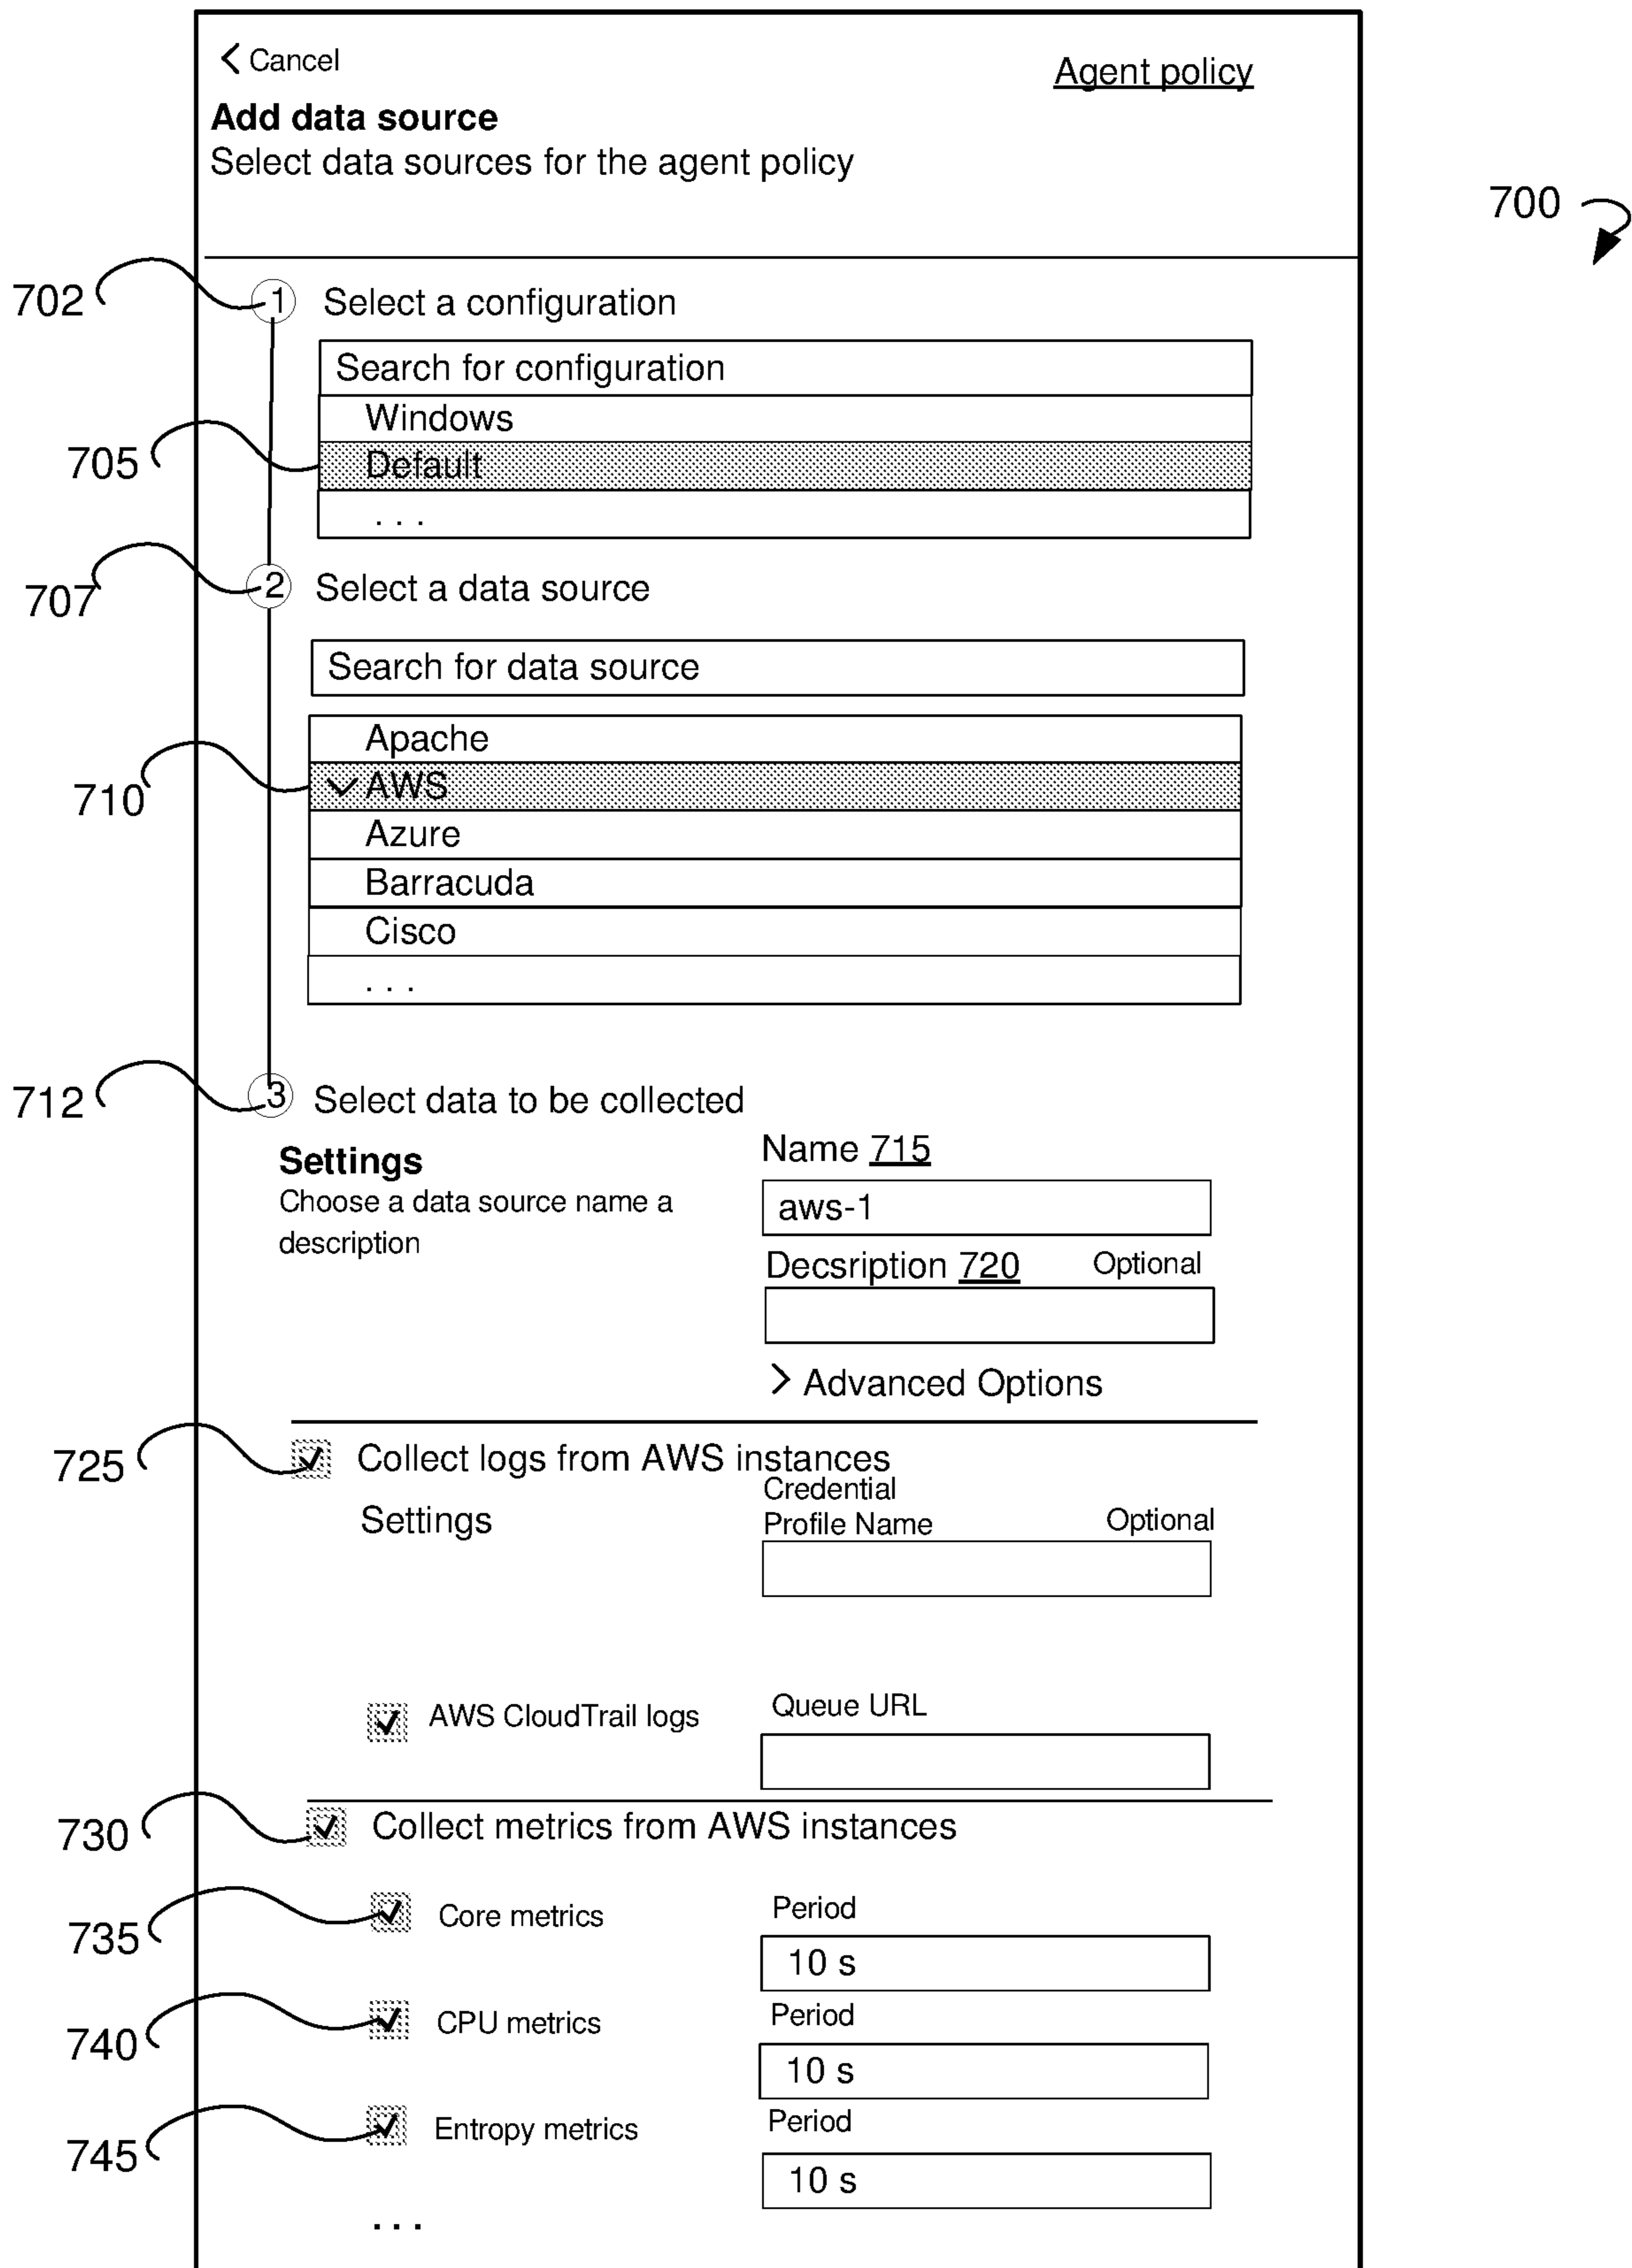 Cancel
Agent policy
Add data source
Select data sources for the agent policy
700
702
1 Select a configuration
Search for configuration
Windows
705
Default
. . .
707
2 Select a data source
Search for data source
Apache
710
AWS
Azure
Barracuda
Cisco
. . .
712
3 Select data to be collected
Settings
Choose a data source name a
description
Name 715
aws-1
Decsription 720 Optional
> Advanced Options
725
Collect logs from AWS instances
Settings
Credential
Profile Name Optional
AWS CloudTrail logs
Queue URL
730
Collect metrics from AWS instances
735
Core metrics
Period
10 s
740
CPU metrics
Period
10 s
745
Entropy metrics
Period
10 s
. . .